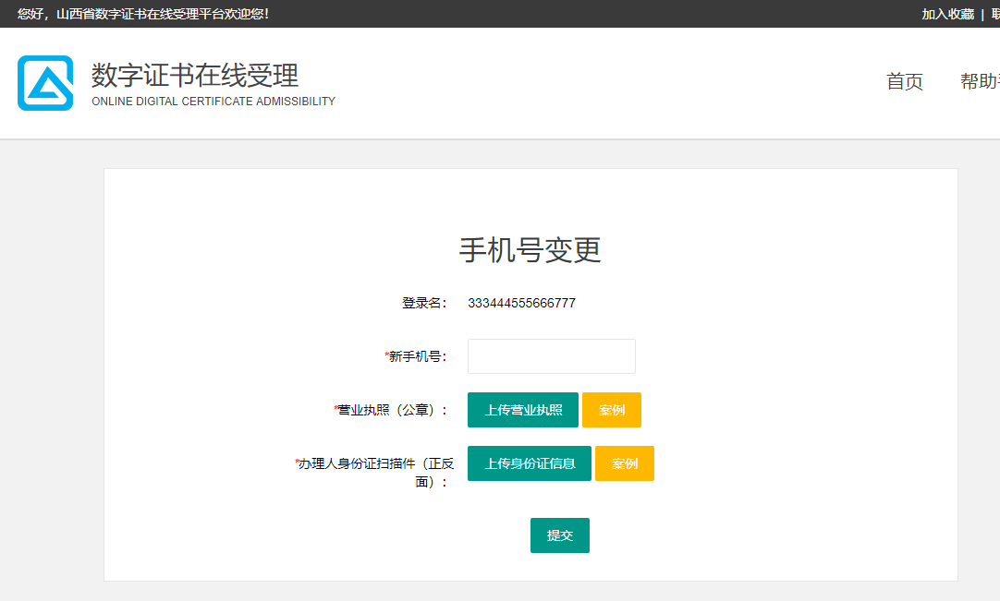 您好，山西省数字证书在线受理平台欢迎您！
加入收藏 | 联
数字证书在线受理
ONLINE DIGITAL CERTIFICATE ADMISSIBILITY
首页 帮助
手机号变更
登录名： 333444555666777
*新手机号：
*营业执照（公章）： 上传营业执照 案例
*办理人身份证扫描件（正反
面）： 上传身份证信息 案例
提交